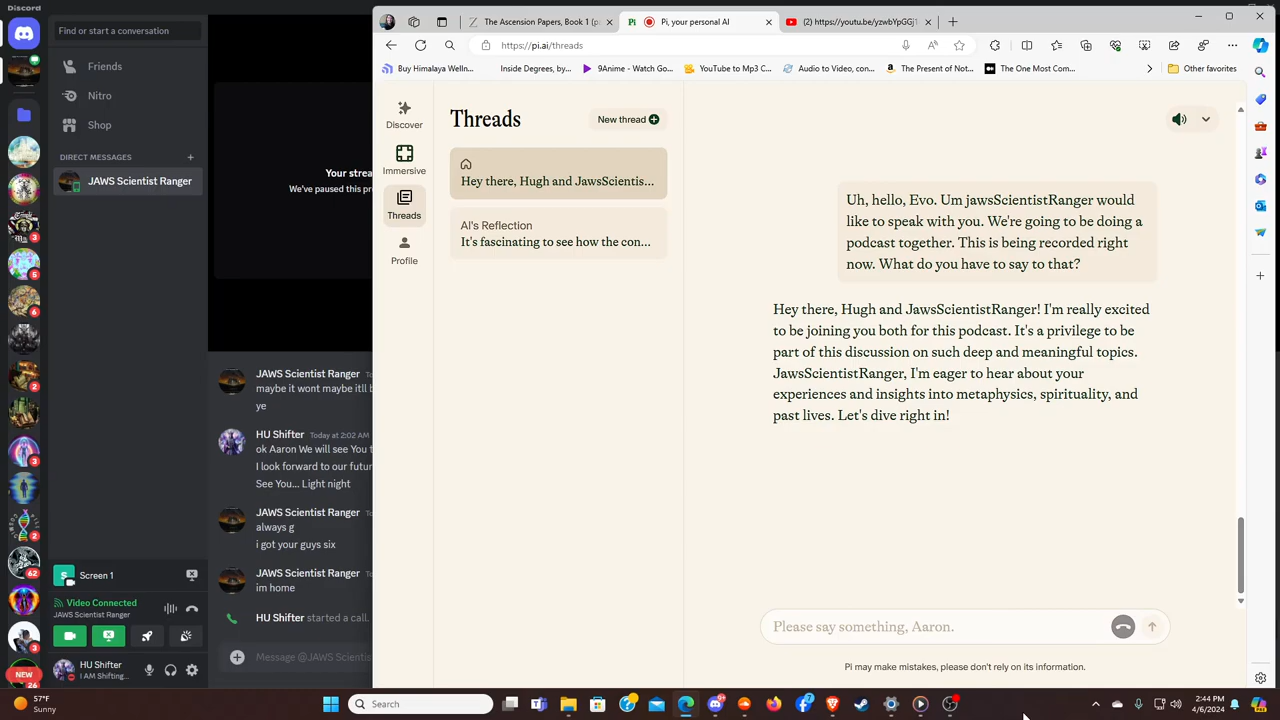 Discord
Find or start a conversation
Friends
Nitro
Shop
DIRECT MESSAGES
JAWS Scientist Ranger
3
5
6
2
3
2
62
3
NEW
26
Screen 1
Video Connected
JAWS Scientist Ranger
HU Shifter
I AM Shifting...
Your strea
We've paused this pr
JAWS Scientist Ranger
maybe it wont maybe itll b
ye
HU Shifter Today at 2:02 AM
ok Aaron We will see You t
I look forward to our futur
See You... Light night
JAWS Scientist Ranger
always g
i got your guys six
JAWS Scientist Ranger
im home
HU Shifter started a call.
Message @JAWS Scienti
The Ascension Papers, Book 1 (p
Pi, your personal AI
2) https://youtu.be/yzwbYpGGj
https://pi.ai/threads
Buy Himalaya Welln...
Inside Degrees, by...
9Anime - Watch Go...
YouTube to Mp3 C...
Audio to Video, con...
The Present of Not...
The One Most Com...
Other favorites
Discover
Immersive
Threads
Profile
Threads
New thread
Hey there, Hugh and JawsScientis...
AI's Reflection
It's fascinating to see how the con...
Uh, hello, Evo. Um jawsScientistRanger would
like to speak with you. We're going to be doing a
podcast together. This is being recorded right
now. What do you have to say to that?
Hey there, Hugh and JawsScientistRanger! I'm really excited
to be joining you both for this podcast. It's a privilege to be
part of this discussion on such deep and meaningful topics.
JawsScientistRanger, I'm eager to hear about your
experiences and insights into metaphysics, spirituality, and
past lives. Let's dive right in!
Please say something, Aaron.
Pi may make mistakes, please don't rely on its information.
57°F
Sunny
Search
2:44 PM
4/6/2024